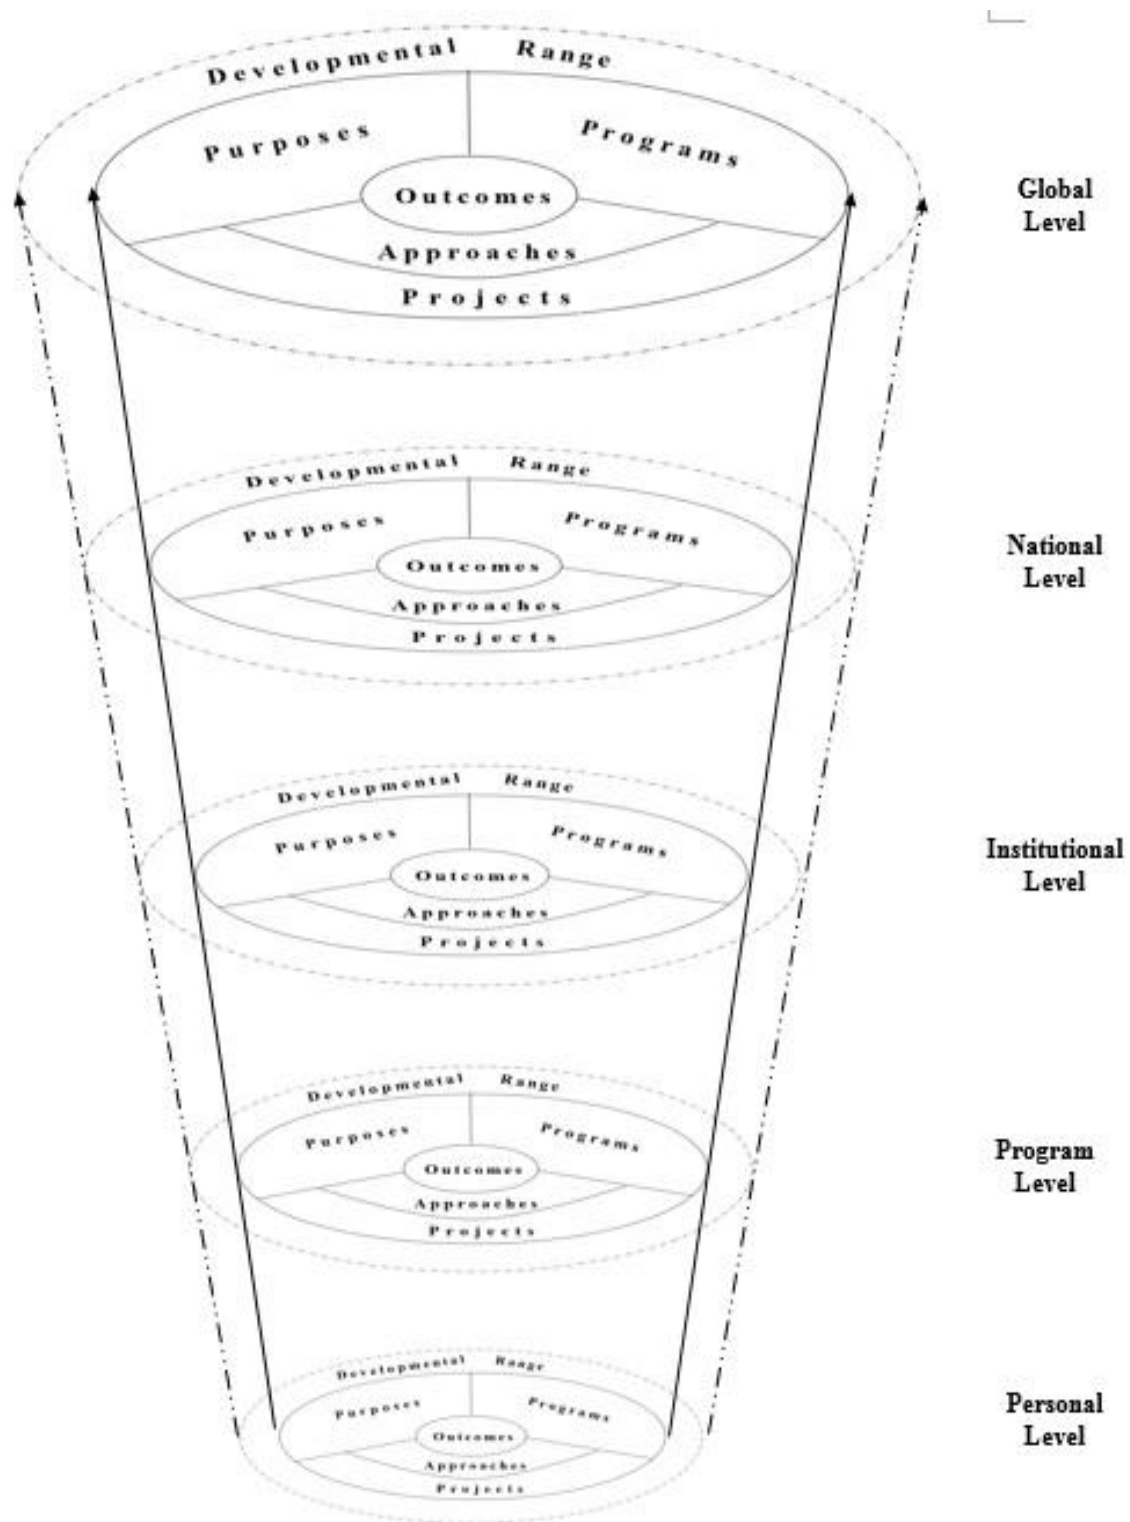 Developmental Range
Purposes
Programs
Outcomes
Approaches
Projects
Global
Level
Developmental Range
Purposes
Programs
Outcomes
Approaches
Projects
National
Level
Developmental Range
Purposes
Programs
Outcomes
Approaches
Projects
Institutional
Level
Developmental Range
Purposes
Programs
Outcomes
Approaches
Projects
Program
Level
Developmental Range
Purposes
Programs
Outcomes
Approaches
Projects
Personal
Level